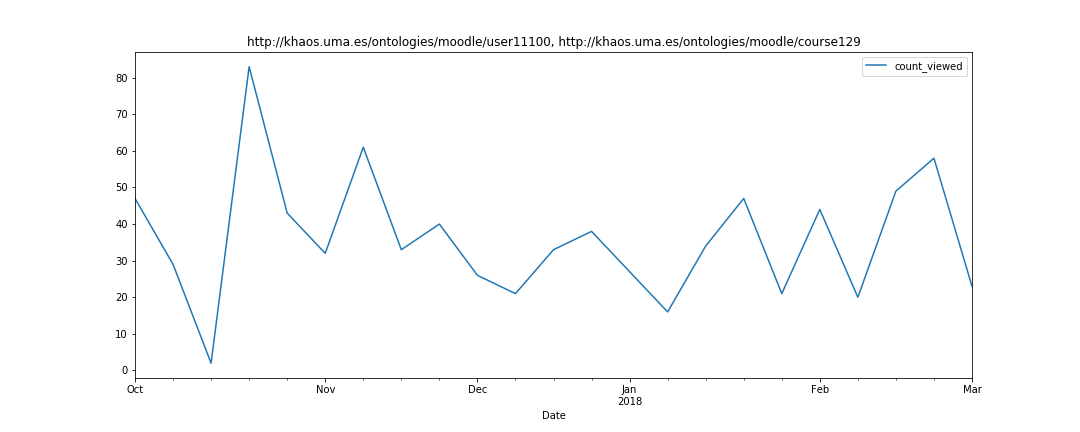 http://khaos.uma.es/ontologies/moodle/user11100, http://khaos.uma.es/ontologies/moodle/course129
count_viewed
80
70
60
50
40
30
20
10
0
Oct Nov Dec Jan Feb Mar
2018
Date